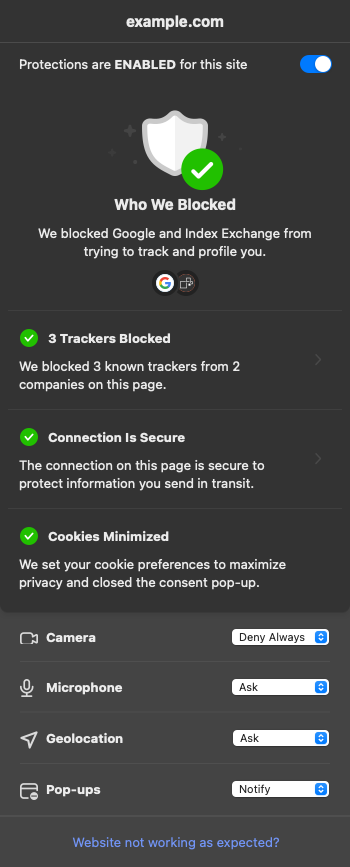 example.com
Protections are ENABLED for this site
Who We Blocked
We blocked Google and Index Exchange from
trying to track and profile you.
3 Trackers Blocked
We blocked 3 known trackers from 2
companies on this page.
Connection Is Secure
The connection on this page is secure to
protect information you send in transit.
Cookies Minimized
We set your cookie preferences to maximize
privacy and closed the consent pop-up.
Camera Deny Always
Microphone Ask
Geolocation Ask
Pop-ups Notify
Website not working as expected?